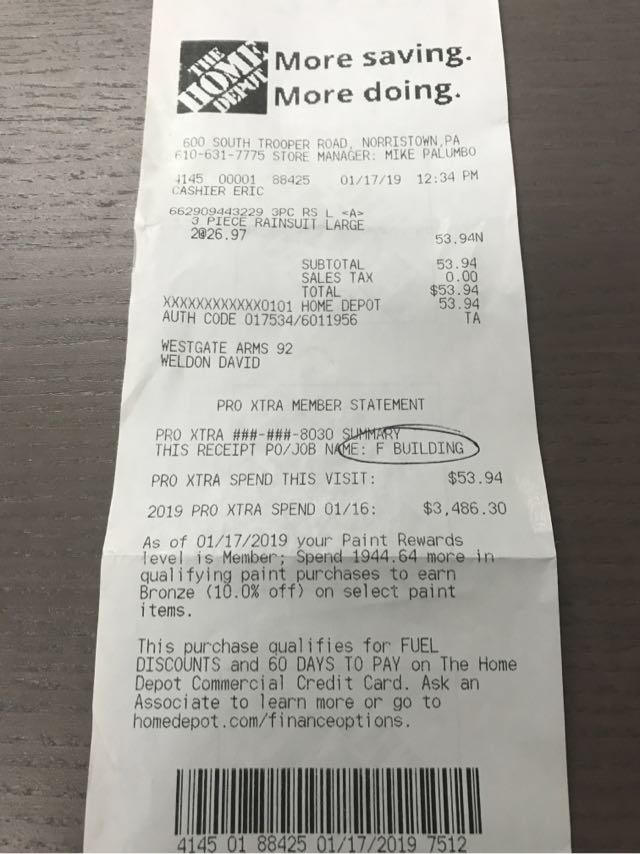 THE
HOME
DEPOT
More saving.
More doing.
600 SOUTH TROOPER ROAD, NORRISTOWN,PA
610-631-7775 STORE MANAGER: MIKE PALUMBO
4145 00001 88425 01/17/19 12:34 PM
CASHIER ERIC
662909443229 3PC RS L <A>
3 PIECE RAINSUIT LARGE
2@26.97 53.94N
SUBTOTAL 53.94
SALES TAX 0.00
TOTAL $53.94
XXXXXXXXXXXX0101 HOME DEPOT 53.94
AUTH CODE 017534/6011956 TA
WESTGATE ARMS 92
WELDON DAVID
PRO XTRA MEMBER STATEMENT
PRO XTRA ###-###-8030 SUMMARY
THIS RECEIPT PO/JOB NAME: F BUILDING
PRO XTRA SPEND THIS VISIT: $53.94
2019 PRO XTRA SPEND 01/16: $3,486.30
As of 01/17/2019 your Paint Rewards
level is Member; Spend 1944.64 more in
qualifying paint purchases to earn
Bronze (10.0% off) on select paint
items.
This purchase qualifies for FUEL
DISCOUNTS and 60 DAYS TO PAY on The Home
Depot Commercial Credit Card. Ask an
Associate to learn more or go to
homedepot.com/financeoptions.
4145 01 88425 01/17/2019 7512